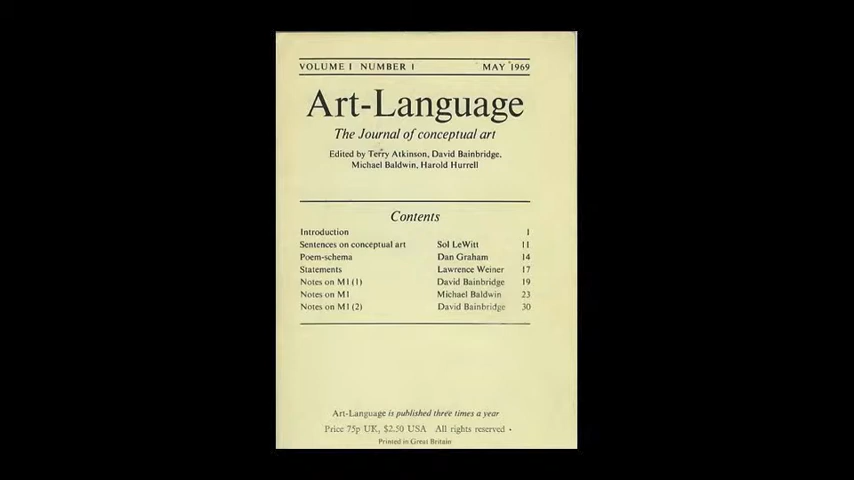 VOLUME I NUMBER 1 MAY 1969
Art-Language
The Journal of conceptual art
Edited by Terry Atkinson, David Bainbridge,
Michael Baldwin, Harold Hurrell
Contents
Introduction 1
Sentences on conceptual art Sol LeWitt 11
Poem-schema Dan Graham 14
Statements Lawrence Weiner 17
Notes on M1 (1) David Bainbridge 19
Notes on M1 Michael Baldwin 23
Notes on M1 (2) David Bainbridge 30
Art-Language is published three times a year
Price 75p UK, $2.50 USA All rights reserved
Printed in Great Britain